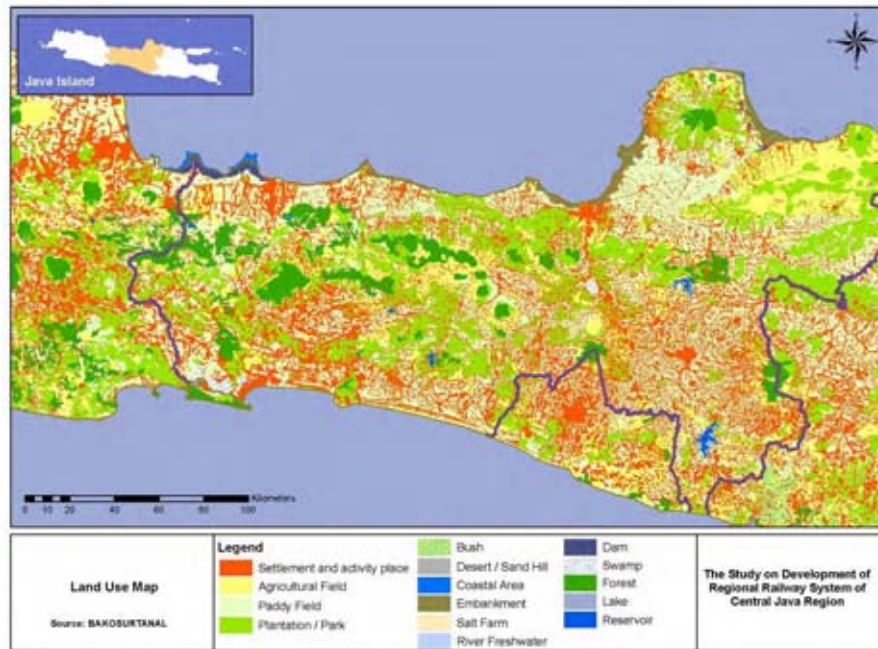 Java Island
Kilometers
0 10 20 40 60 80 100
Land Use Map
Source: BAKOSURTANAL
Legend
Settlement and activity place
Agricultural Field
Paddy Field
Plantation / Park
Bush
Desert / Sand Hill
Coastal Area
Embankment
Salt Farm
River Freshwater
Dam
Swamp
Forest
Lake
Reservoir
The Study on Development of
Regional Railway System of
Central Java Region